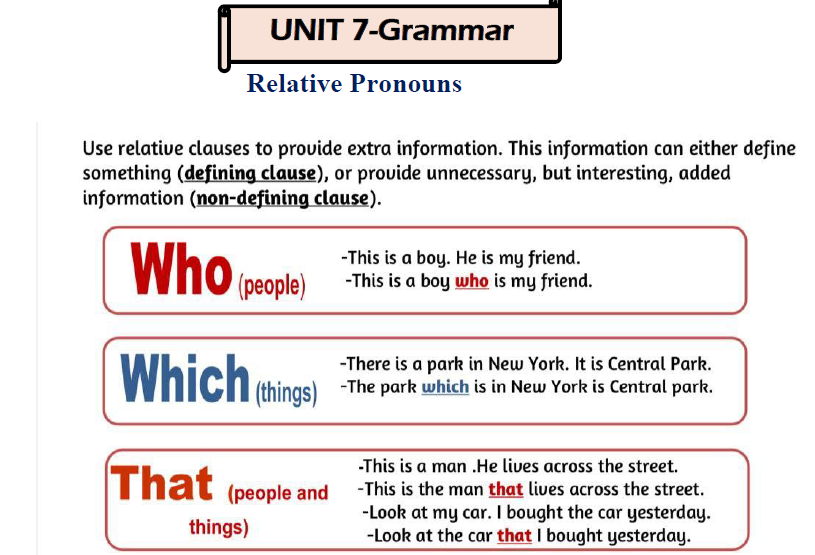 UNIT 7-Grammar
Relative Pronouns
Use relative clauses to provide extra information. This information can either define
something (defining clause), or provide unnecessary, but interesting, added
information (non-defining clause).
Who (people)
-This is a boy. He is my friend.
-This is a boy who is my friend.
Which (things)
-There is a park in New York. It is Central Park.
-The park which is in New York is Central park.
That (people and
things)
-This is a man .He lives across the street.
-This is the man that lives across the street.
-Look at my car. I bought the car yesterday.
-Look at the car that I bought yesterday.